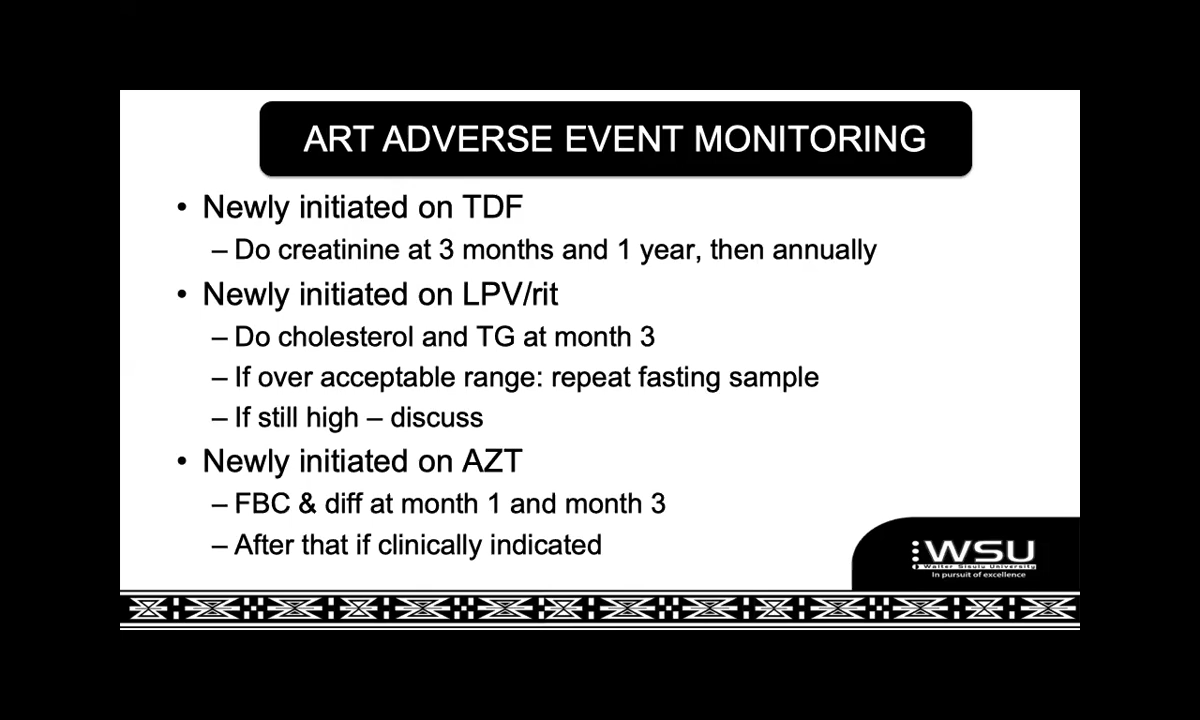 ART ADVERSE EVENT MONITORING
• Newly initiated on TDF
– Do creatinine at 3 months and 1 year, then annually
• Newly initiated on LPV/rit
– Do cholesterol and TG at month 3
– If over acceptable range: repeat fasting sample
– If still high – discuss
• Newly initiated on AZT
– FBC & diff at month 1 and month 3
– After that if clinically indicated
WSU
Walter Sisulu University
In pursuit of excellence